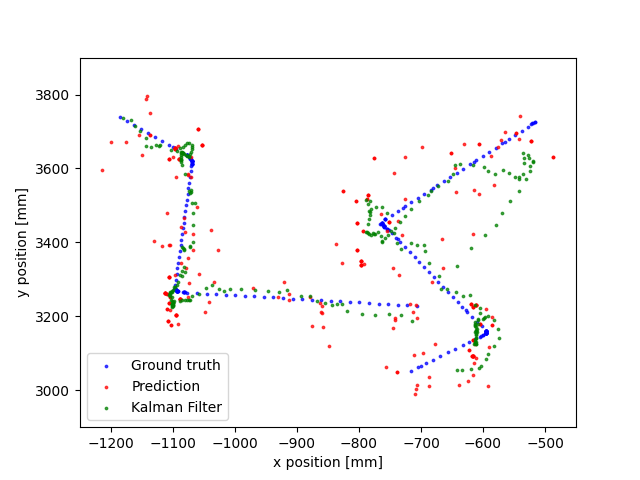 3800
3600
3400
3200
3000
y position [mm]
Ground truth
Prediction
Kalman Filter
−1200 −1100 −1000 −900 −800 −700 −600 −500
x position [mm]